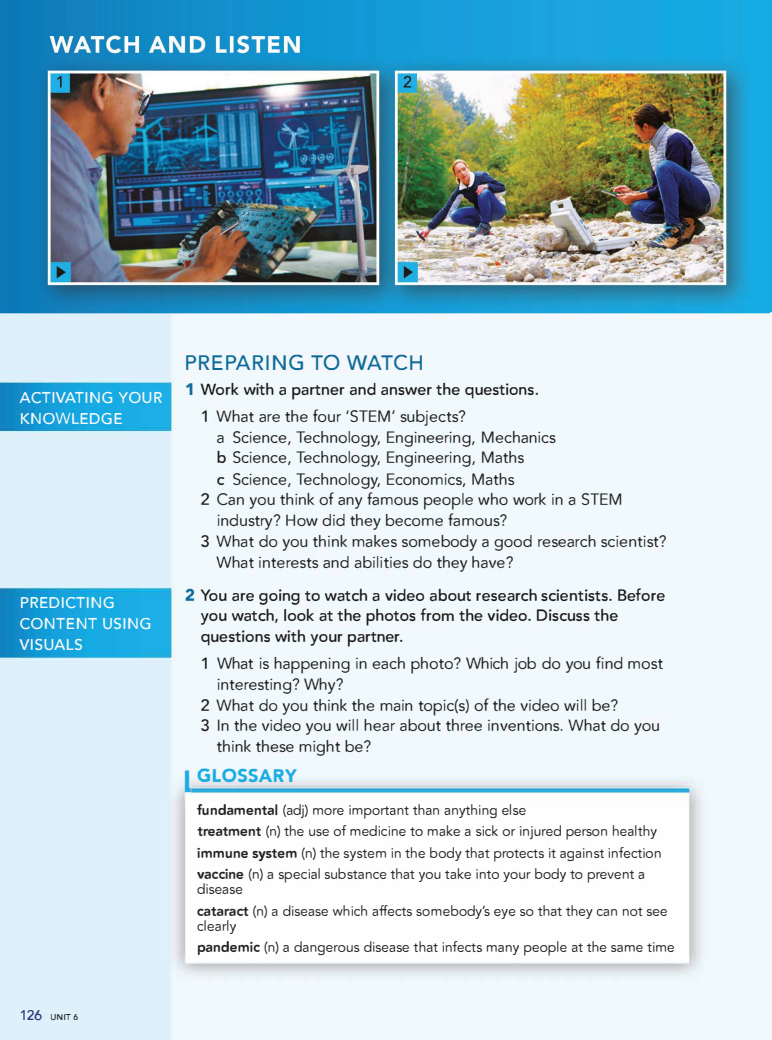 WATCH AND LISTEN
1
2
PREPARING TO WATCH
ACTIVATING YOUR
KNOWLEDGE
1 Work with a partner and answer the questions.
1 What are the four ‘STEM’ subjects?
a Science, Technology, Engineering, Mechanics
b Science, Technology, Engineering, Maths
c Science, Technology, Economics, Maths
2 Can you think of any famous people who work in a STEM
industry? How did they become famous?
3 What do you think makes somebody a good research scientist?
What interests and abilities do they have?
PREDICTING
CONTENT USING
VISUALS
2 You are going to watch a video about research scientists. Before
you watch, look at the photos from the video. Discuss the
questions with your partner.
1 What is happening in each photo? Which job do you find most
interesting? Why?
2 What do you think the main topic(s) of the video will be?
3 In the video you will hear about three inventions. What do you
think these might be?
GLOSSARY
fundamental (adj) more important than anything else
treatment (n) the use of medicine to make a sick or injured person healthy
immune system (n) the system in the body that protects it against infection
vaccine (n) a special substance that you take into your body to prevent a
disease
cataract (n) a disease which affects somebody’s eye so that they can not see
clearly
pandemic (n) a dangerous disease that infects many people at the same time
126 UNIT 6